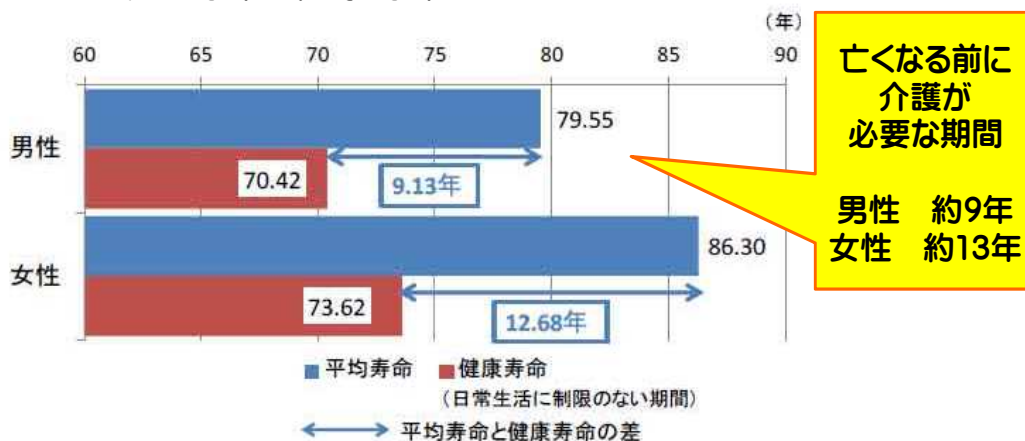 (年)
60 65 70 75 80 85 90
男性
79.55
70.42
9.13年
女性
86.30
73.62
12.68年
平均寿命 健康寿命
(日常生活に制限のない期間)
平均寿命と健康寿命の差
亡くなる前に
介護が
必要な期間
男性 約9年
女性 約13年